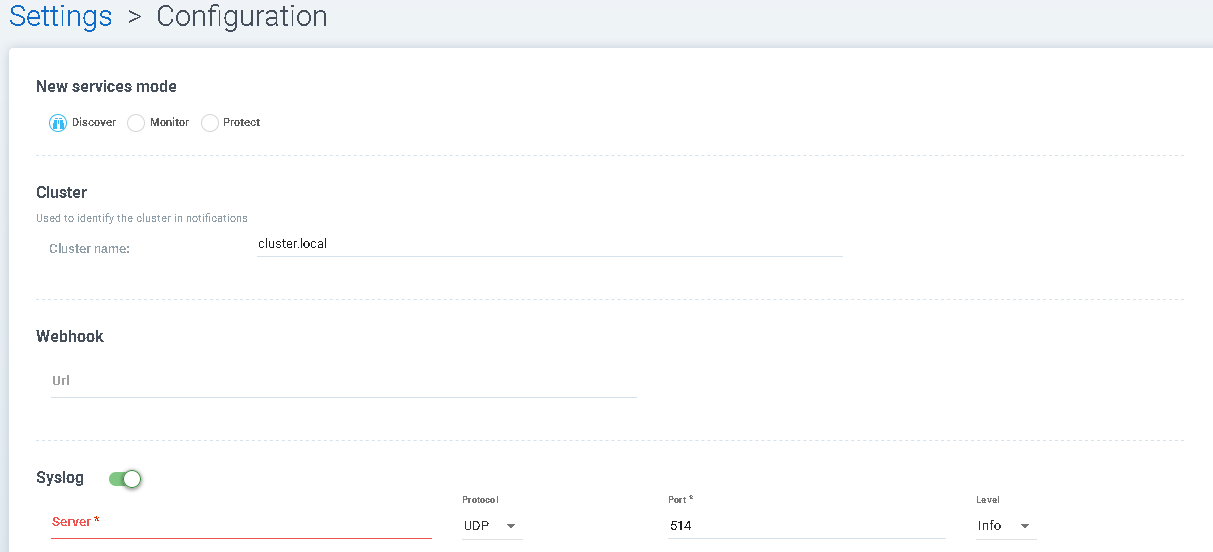 Settings > Configuration
New services mode
Discover Monitor Protect
Cluster
Used to identify the cluster in notifications
Cluster name: cluster.local
Webhook
Url
Syslog
Protocol Port * Level
Server * UDP 514 Info